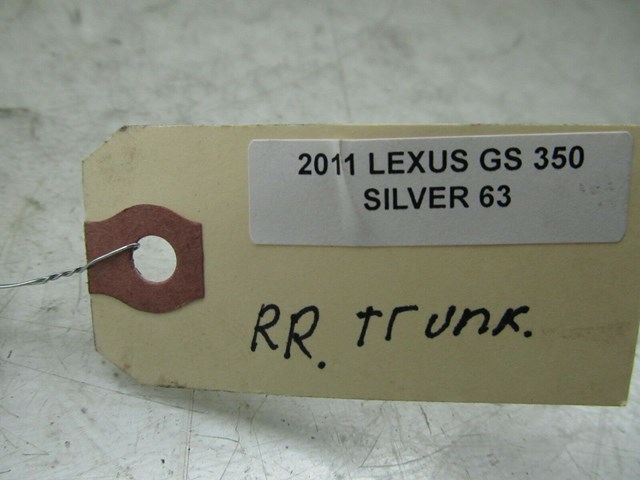 2011 LEXUS GS 350
SILVER 63
RR. trunk.